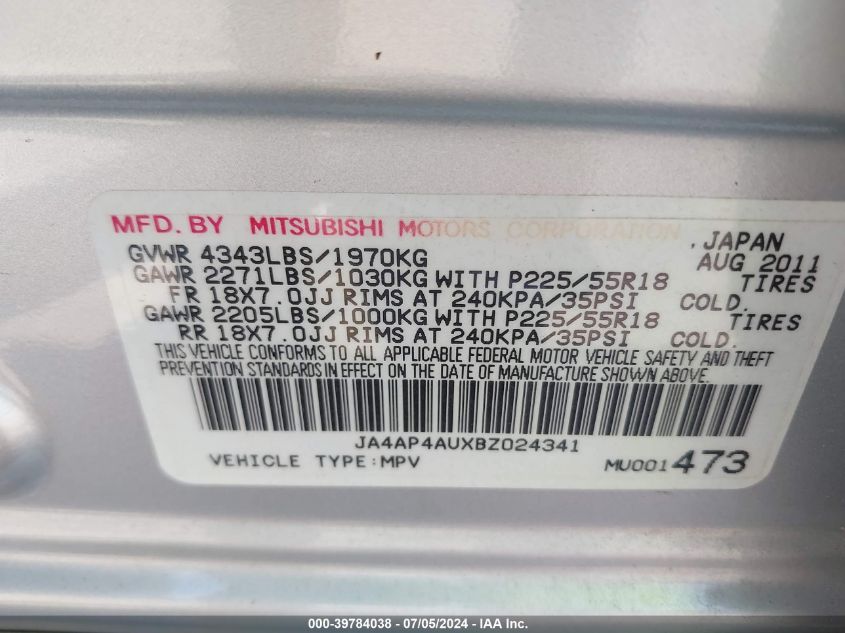 MFD. BY MITSUBISHI MOTORS CORPORATION, JAPAN
GVWR 4343LBS/1970KG AUG 2011
GAWR 2271LBS/1030KG WITH P225/55R18 TIRES
FR 18X7.0JJ RIMS AT 240KPA/35PSI COLD.
GAWR 2205LBS/1000KG WITH P225/55R18 TIRES
RR 18X7.0JJ RIMS AT 240KPA/35PSI COLD.
THIS VEHICLE CONFORMS TO ALL APPLICABLE FEDERAL MOTOR VEHICLE SAFETY AND THEFT
PREVENTION STANDARDS IN EFFECT ON THE DATE OF MANUFACTURE SHOWN ABOVE.
JA4AP4AUXBZ024341
VEHICLE TYPE:MPV MU001473
000-39784038 - 07/05/2024 - IAA Inc.